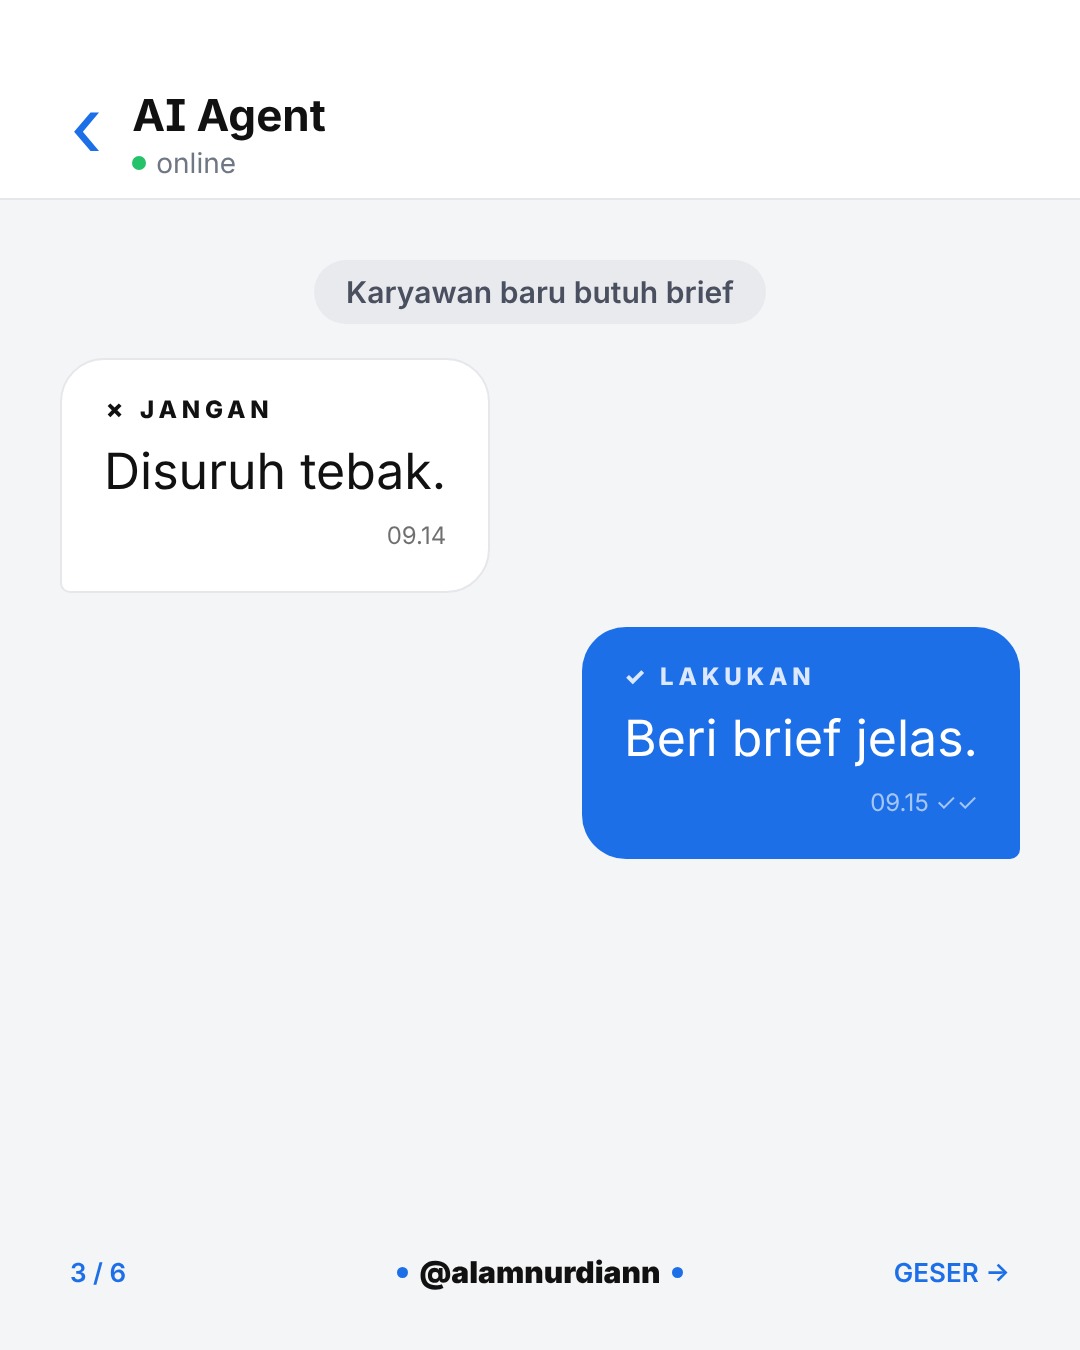 AI Agent
online
Karyawan baru butuh brief
× JANGAN
Disuruh tebak.
09.14
✓ LAKUKAN
Beri brief jelas.
09.15 ✓✓
3 / 6
• @alamnurdiann •
GESER →